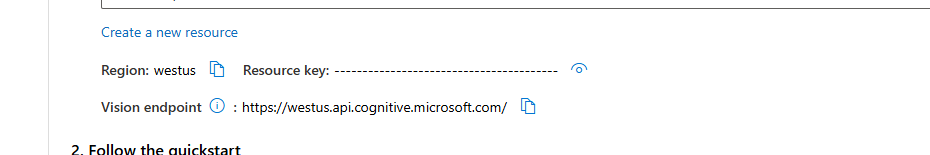 Create a new resource
Region: westus Resource key: ----------------------------------------
Vision endpoint : https://westus.api.cognitive.microsoft.com/
2. Follow the quickstart